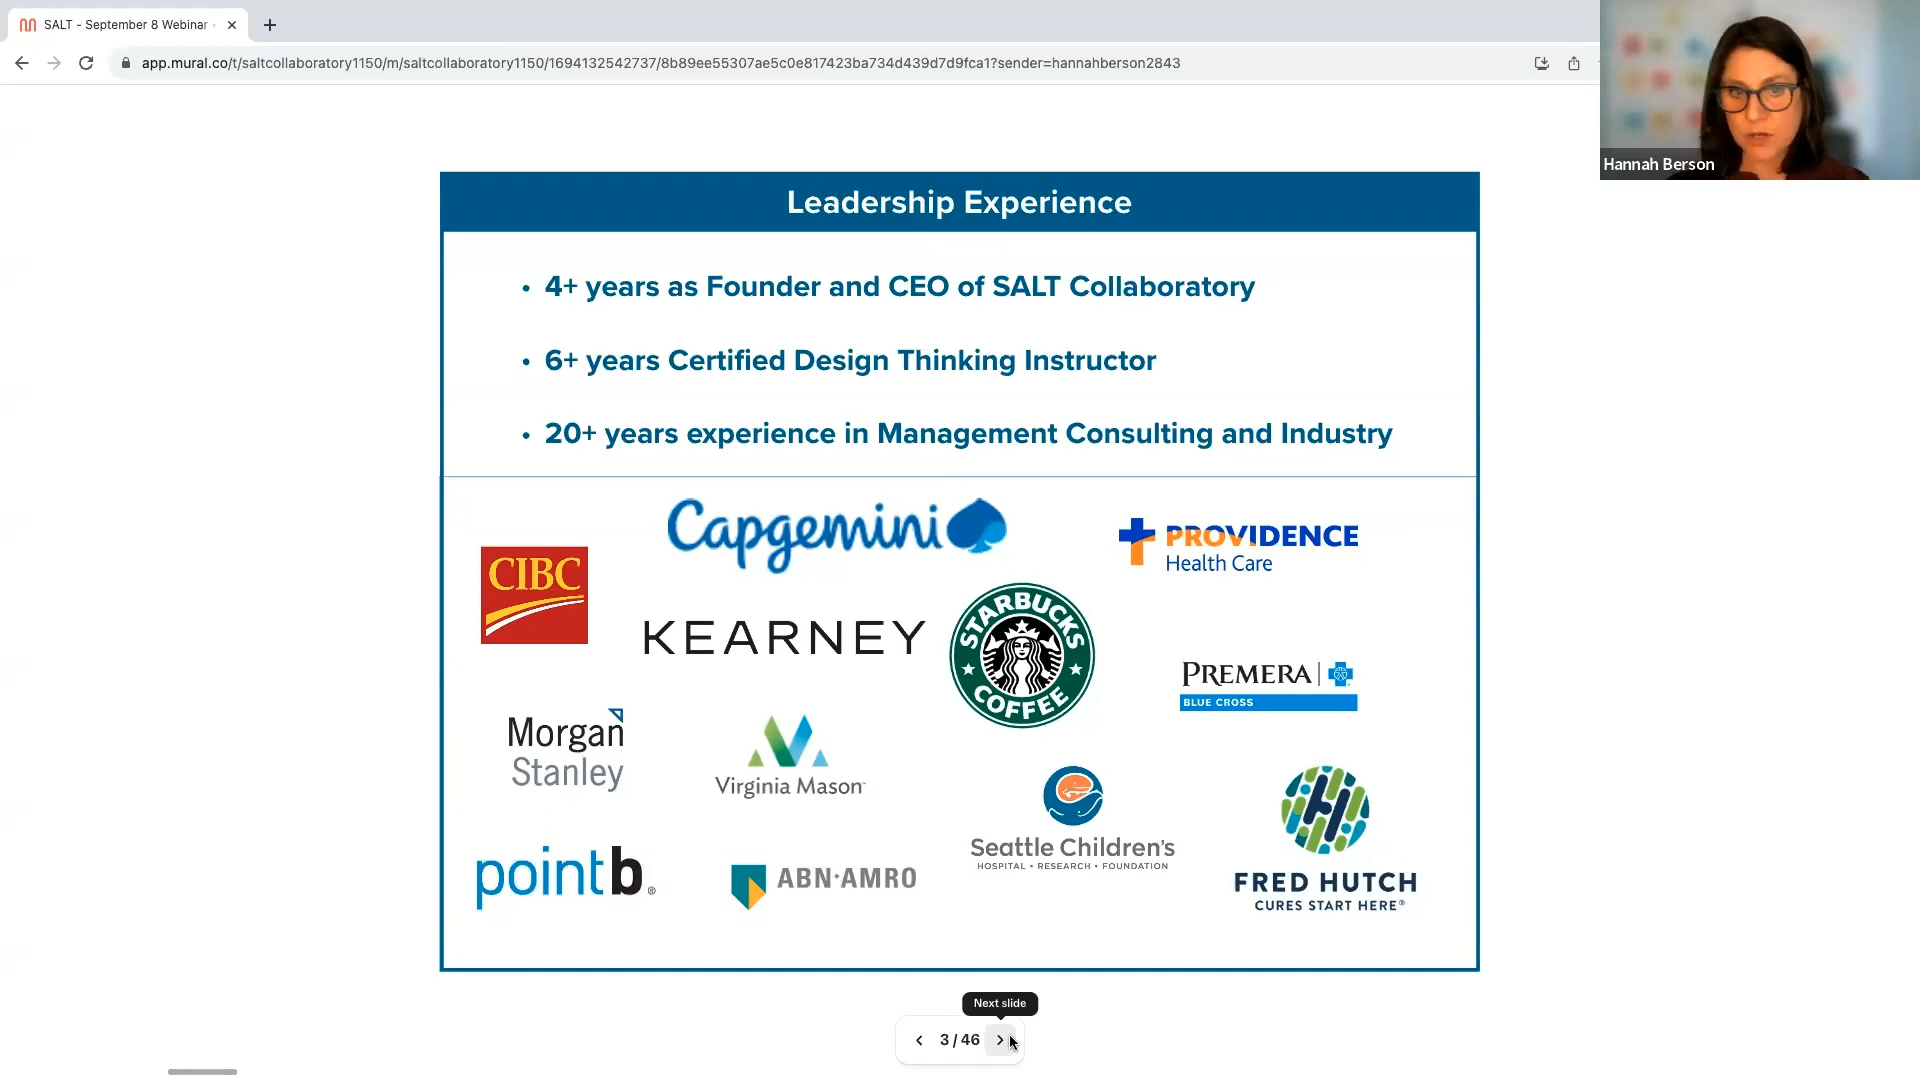 SALT - September 8 Webinar
app.mural.co/t/saltcollaboratory1150/m/saltcollaboratory1150/1694132542737/8b89ee55307ae5c0e817423ba734d439d7d9fca1?sender=hannahberson2843
Hannah Berson
Leadership Experience
• 4+ years as Founder and CEO of SALT Collaboratory
• 6+ years Certified Design Thinking Instructor
• 20+ years experience in Management Consulting and Industry
Capgemini
PROVIDENCE
Health Care
CIBC
KEARNEY
STARBUCKS
COFFEE
PREMERA
BLUE CROSS
Morgan
Stanley
Virginia Mason™
Seattle Children's
HOSPITAL • RESEARCH • FOUNDATION
pointb®
ABN·AMRO
FRED HUTCH
CURES START HERE®
Next slide
3 / 46